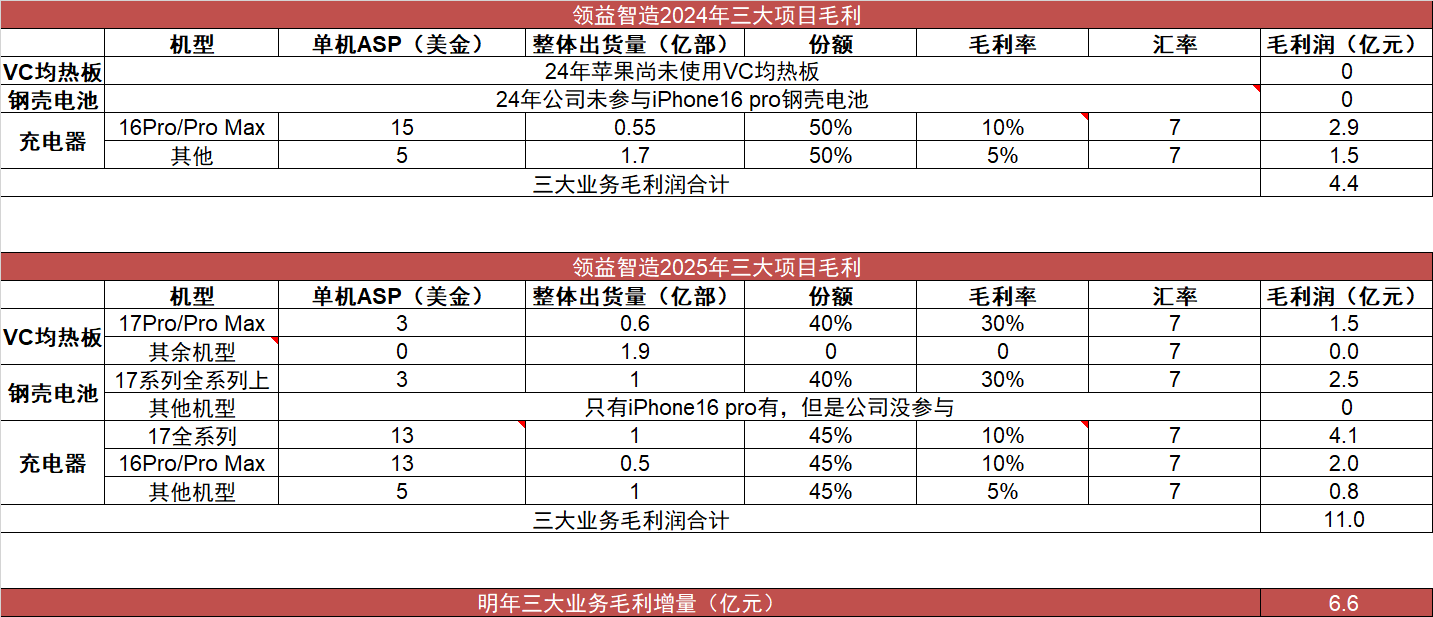 领益智造2024年三大项目毛利
机型 单机ASP（美金） 整体出货量（亿部） 份额 毛利率 汇率 毛利润（亿元）
VC均热板 24年苹果尚未使用VC均热板 0
钢壳电池 24年公司未参与iPhone16 pro钢壳电池 0
充电器 16Pro/Pro Max 15 0.55 50% 10% 7 2.9
其他 5 1.7 50% 5% 7 1.5
三大业务毛利润合计 4.4
领益智造2025年三大项目毛利
机型 单机ASP（美金） 整体出货量（亿部） 份额 毛利率 汇率 毛利润（亿元）
VC均热板 17Pro/Pro Max 3 0.6 40% 30% 7 1.5
其余机型 0 1.9 0 0 7 0.0
钢壳电池 17系列全系列上 3 1 40% 30% 7 2.5
其他机型 只有iPhone16 pro有，但是公司没参与 0
充电器 17全系列 13 1 45% 10% 7 4.1
16Pro/Pro Max 13 0.5 45% 10% 7 2.0
其他机型 5 1 45% 5% 7 0.8
三大业务毛利润合计 11.0
明年三大业务毛利增量（亿元） 6.6